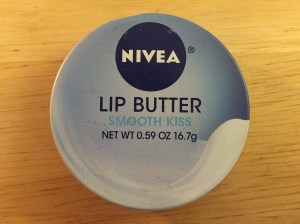 NIVEA®
LIP BUTTER
SMOOTH KISS
NET WT 0.59 OZ 16.7g